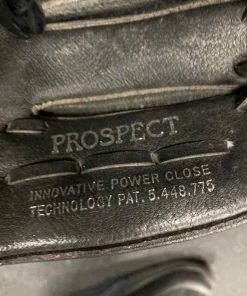 PROSPECT
INNOVATIVE POWER CLOSE
TECHNOLOGY PAT. 5.448.775